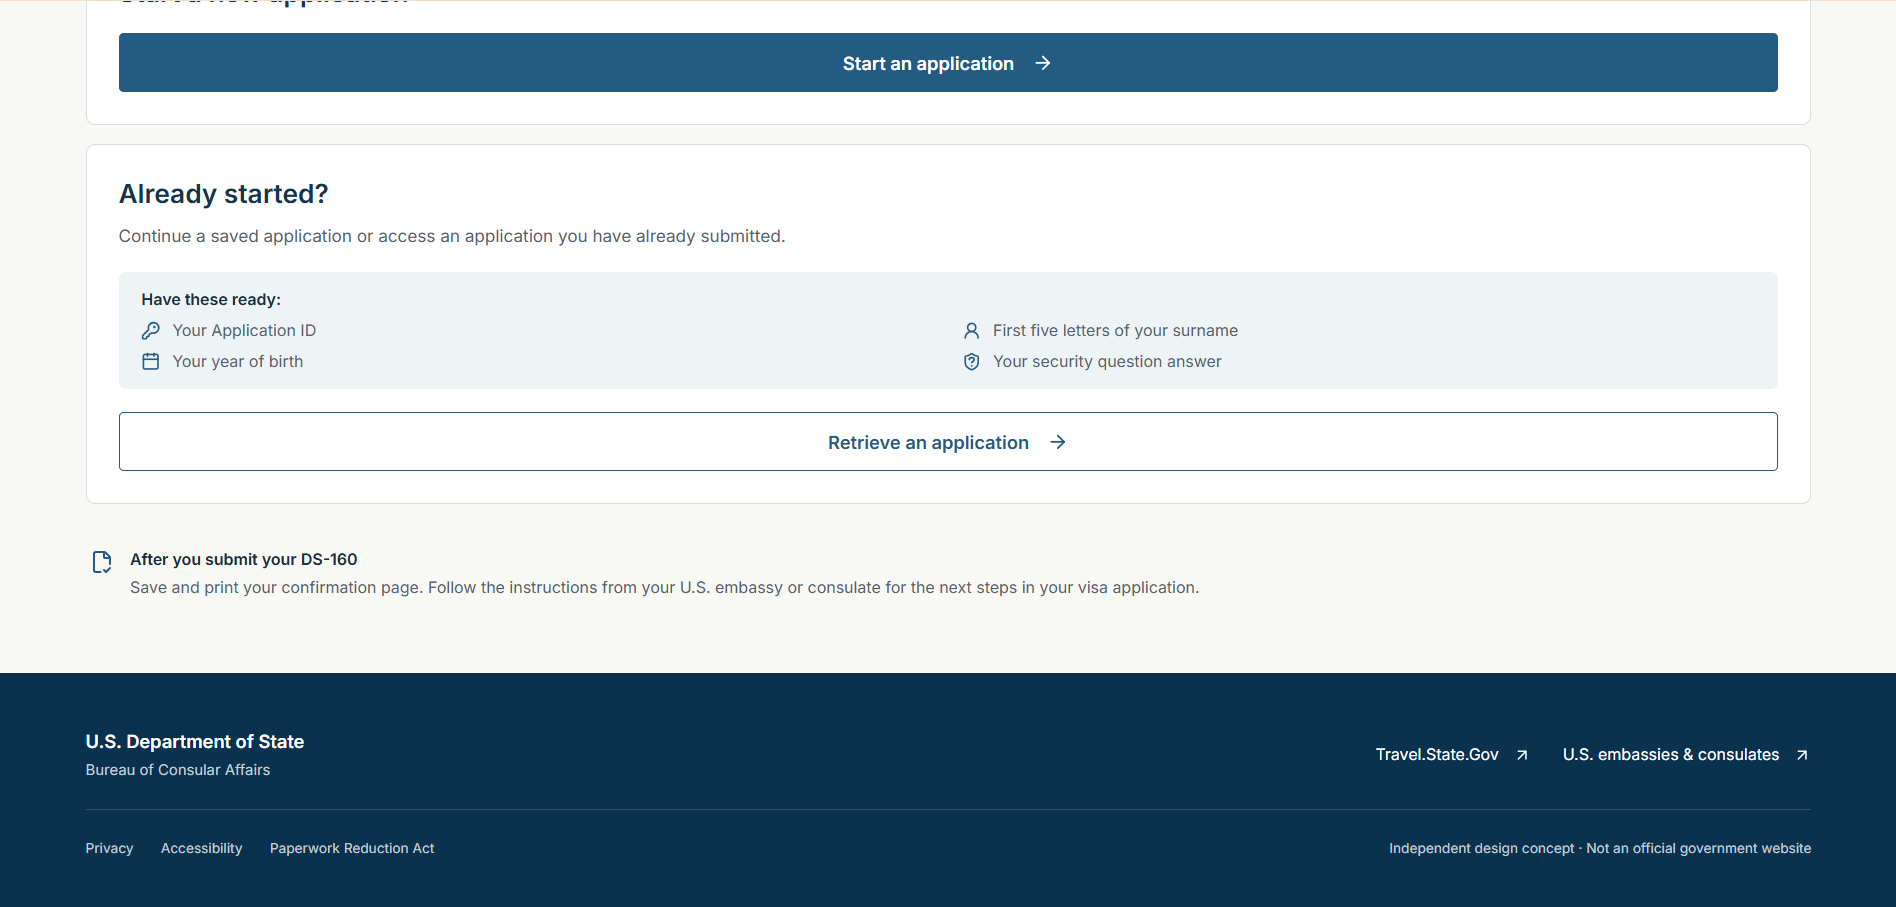 Start a new application
Start an application
Already started?
Continue a saved application or access an application you have already submitted.
Have these ready:
Your Application ID
First five letters of your surname
Your year of birth
Your security question answer
Retrieve an application
After you submit your DS-160
Save and print your confirmation page. Follow the instructions from your U.S. embassy or consulate for the next steps in your visa application.
U.S. Department of State
Bureau of Consular Affairs
Travel.State.Gov
U.S. embassies & consulates
Privacy
Accessibility
Paperwork Reduction Act
Independent design concept · Not an official government website